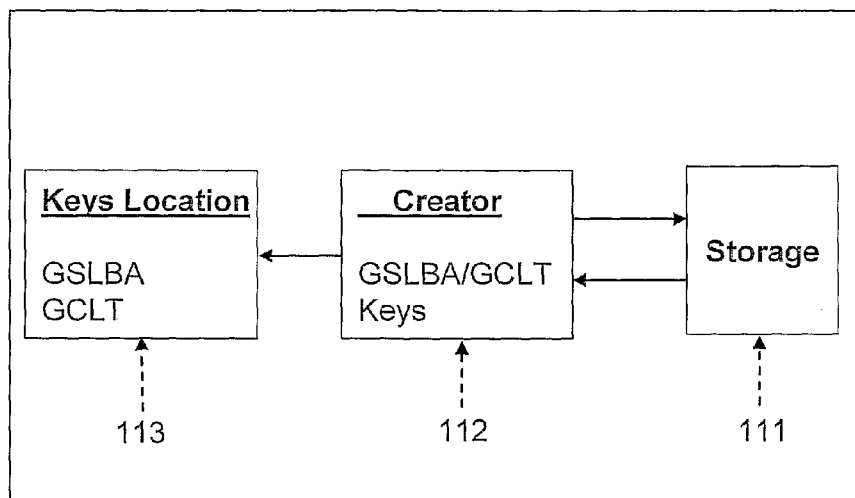 Keys Location
GSLBA
GCLT
Creator
GSLBA/GCLT
Keys
Storage
113
112
111